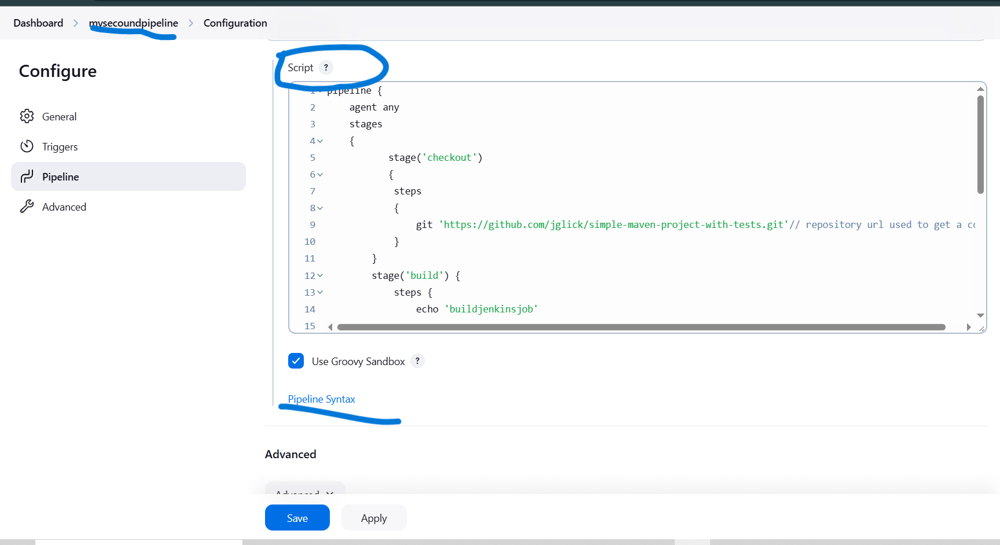 Dashboard > mysecoundpipeline > Configuration
Configure
General
Triggers
Pipeline
Advanced
Script ?
1 pipeline {
2 agent any
3 stages
4 {
5 stage('checkout')
6 {
7 steps
8 {
9 git 'https://github.com/jglick/simple-maven-project-with-tests.git'// repository url used to get a
10 }
11 }
12 stage('build') {
13 steps {
14 echo 'buildjenkinsjob'
15
Use Groovy Sandbox ?
Pipeline Syntax
Advanced
Advanced
Save Apply